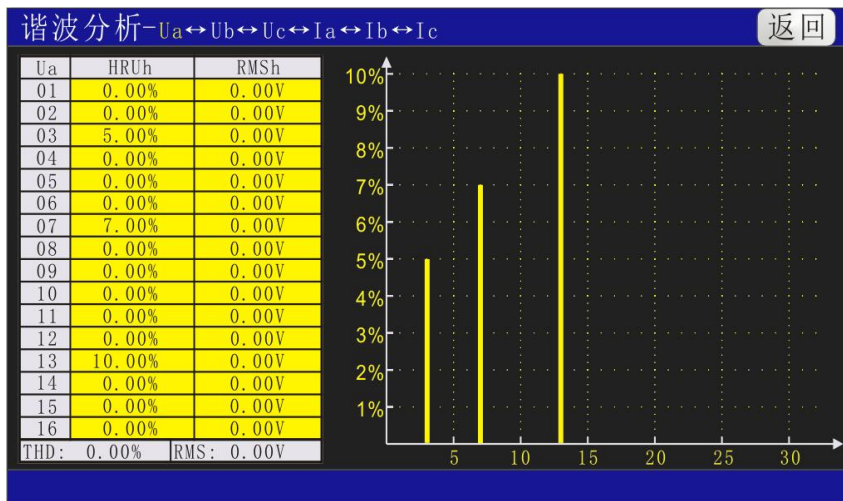 谐波分析-Ua↔Ub↔Uc↔Ia↔Ib↔Ic 返回
Ua HRUh RMSh
01 0.00% 0.00V
02 0.00% 0.00V
03 5.00% 0.00V
04 0.00% 0.00V
05 0.00% 0.00V
06 0.00% 0.00V
07 7.00% 0.00V
08 0.00% 0.00V
09 0.00% 0.00V
10 0.00% 0.00V
11 0.00% 0.00V
12 0.00% 0.00V
13 10.00% 0.00V
14 0.00% 0.00V
15 0.00% 0.00V
16 0.00% 0.00V
THD: 0.00% RMS: 0.00V
10%
9%
8%
7%
6%
5%
4%
3%
2%
1%
5 10 15 20 25 30